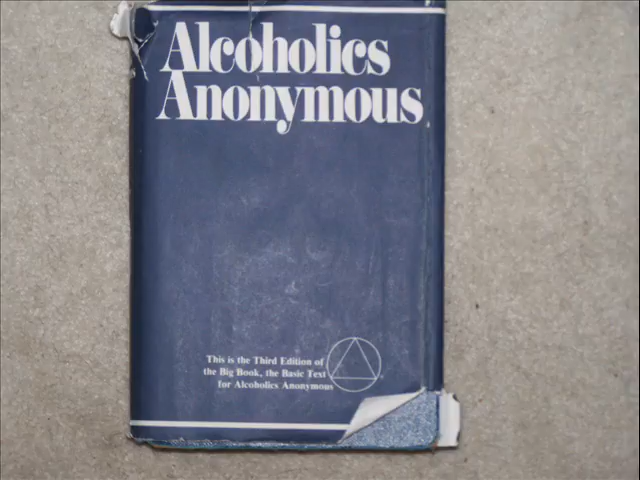 Alcoholics
Anonymous
This is the Third Edition of
the Big Book, the Basic Text
for Alcoholics Anonymous